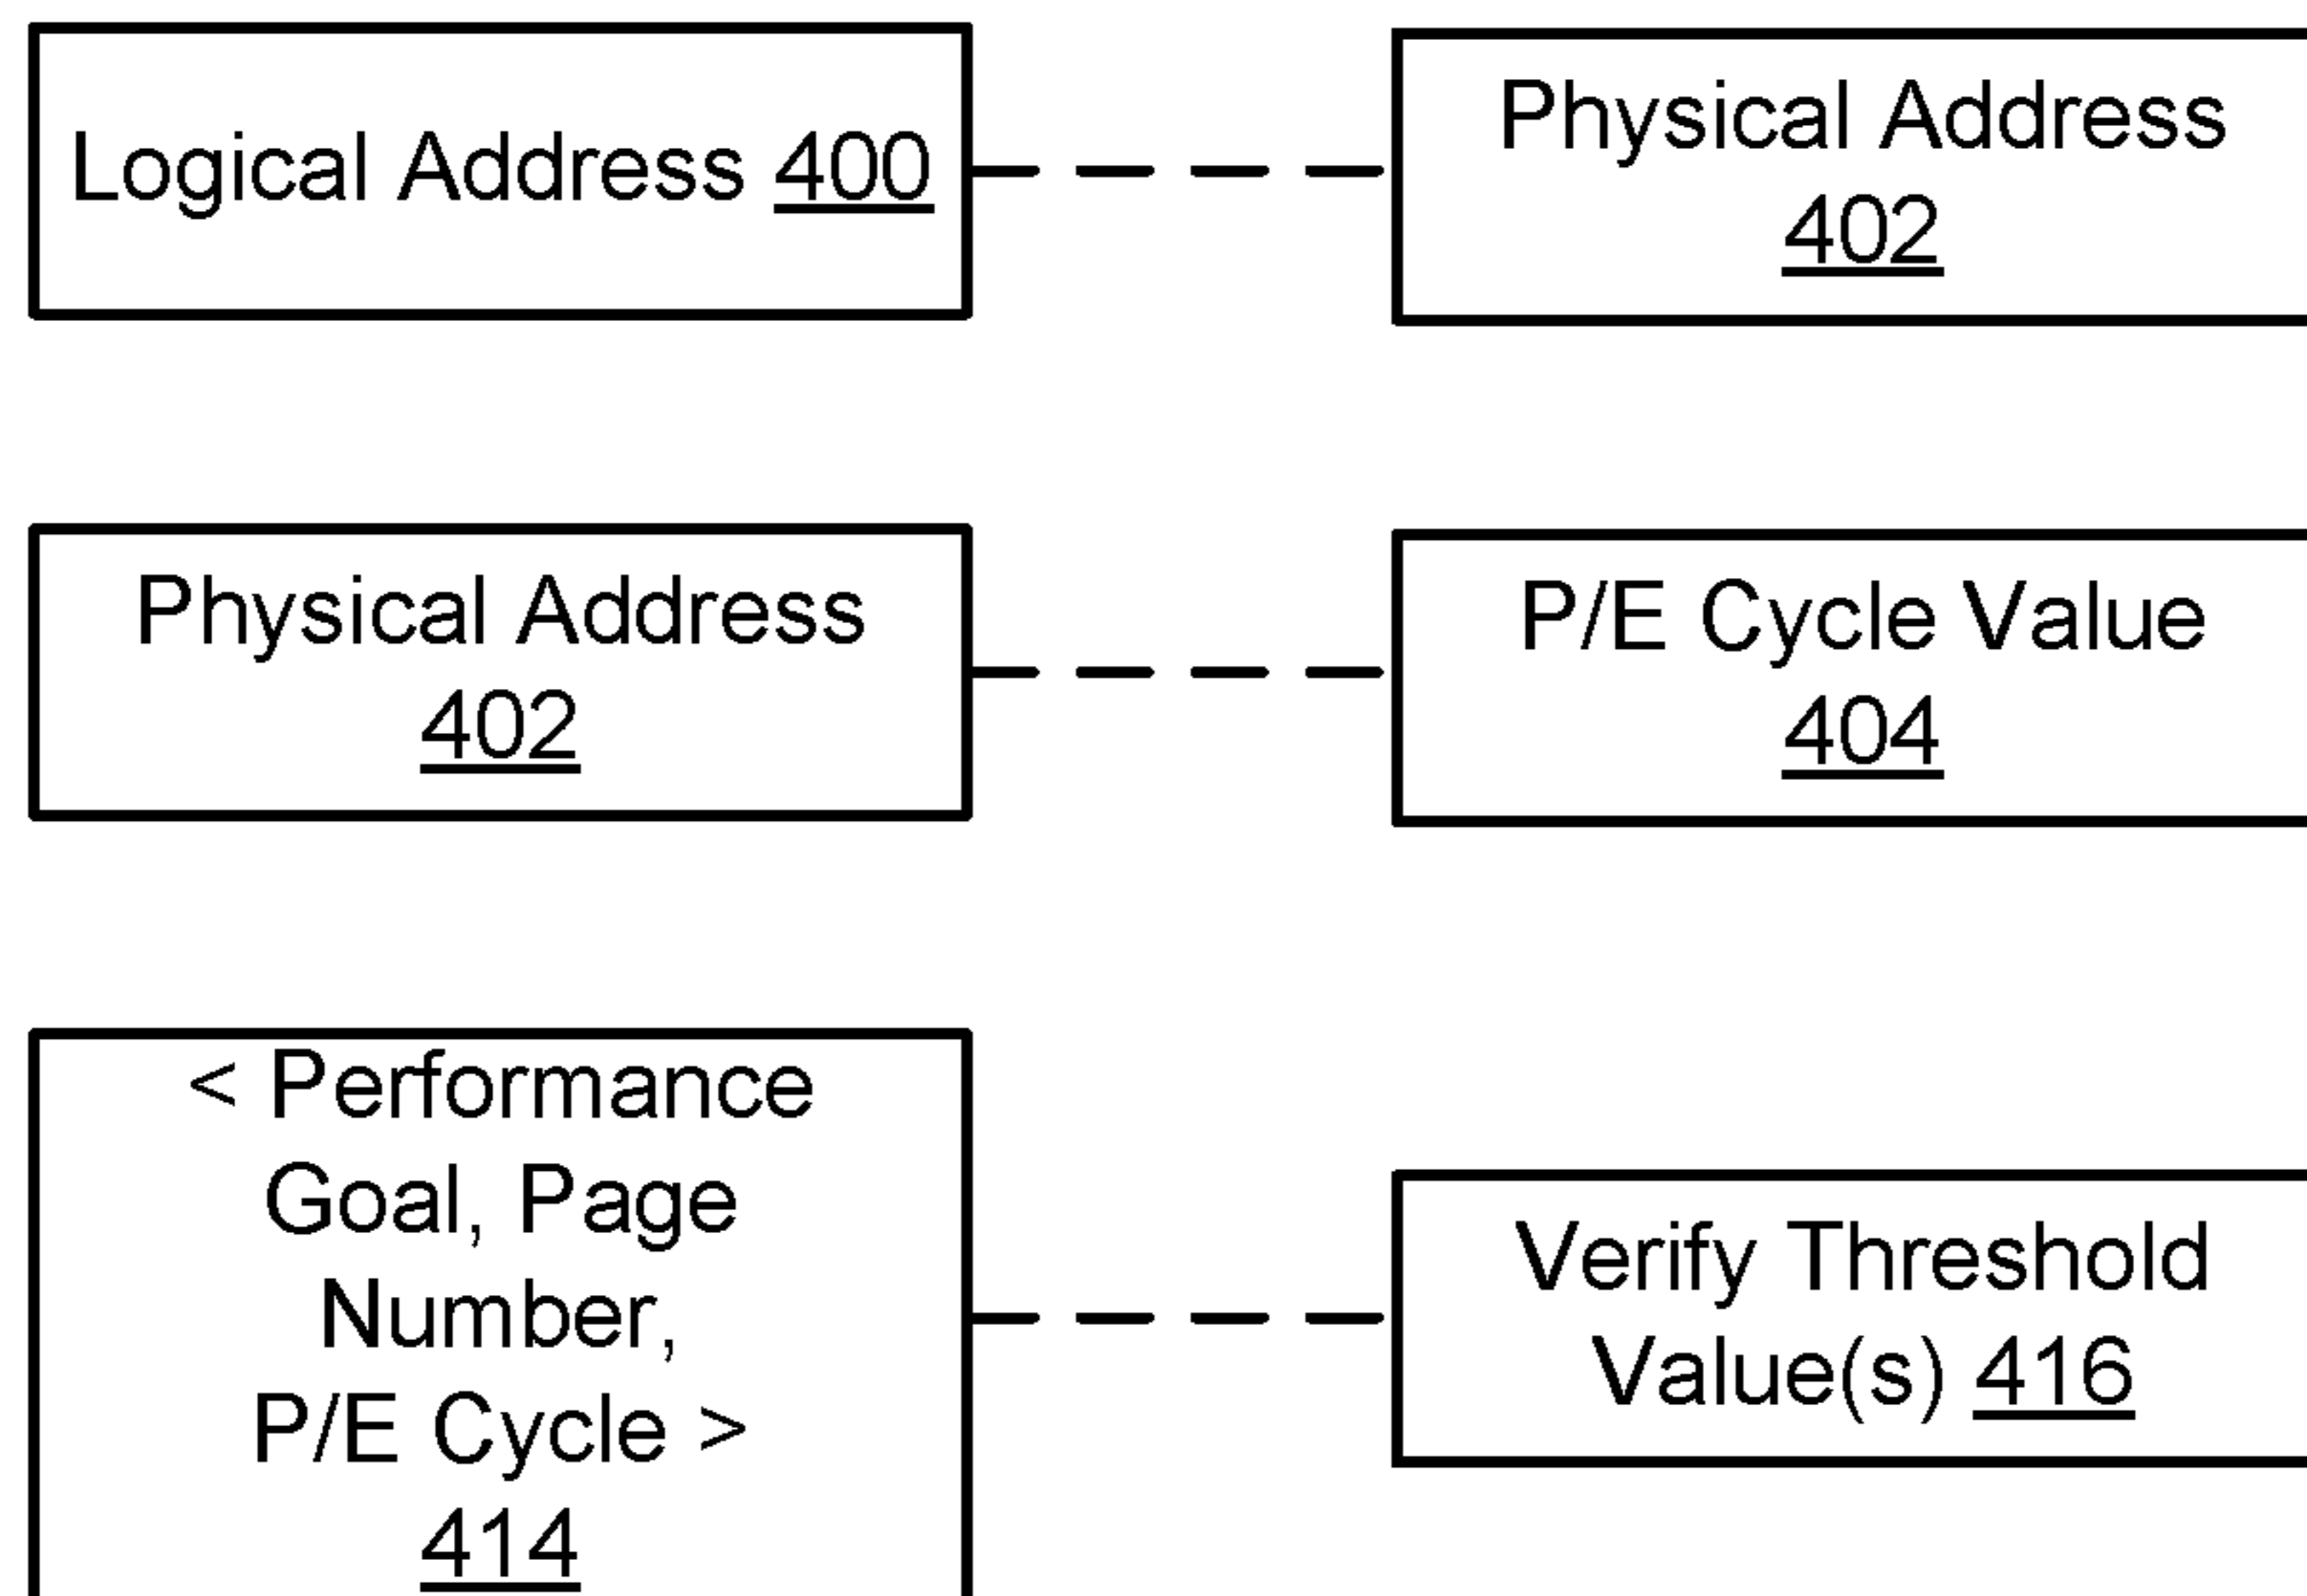 Logical Address 400
Physical Address
402
Physical Address
402
P/E Cycle Value
404
< Performance
Goal, Page
Number,
P/E Cycle >
414
Verify Threshold
Value(s) 416